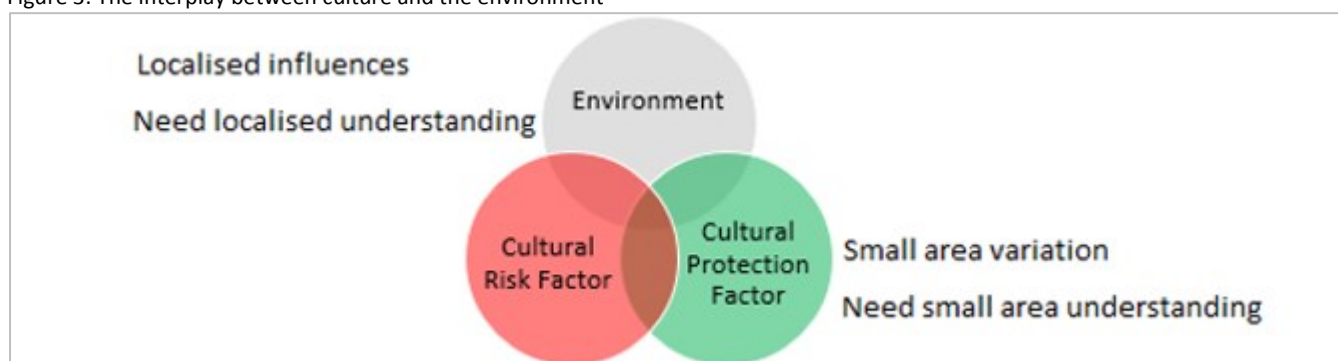 Figure 3: The interplay between culture and the environment
Localised influences
Need localised understanding
Environment
Cultural
Risk Factor
Cultural
Protection
Factor
Small area variation
Need small area understanding